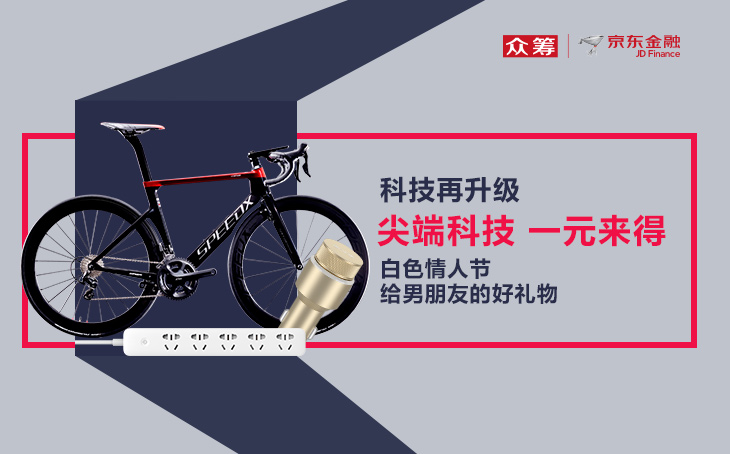 众筹
京东金融
JD Finance
科技再升级
尖端科技 一元来得
白色情人节
给男朋友的好礼物
SPEEDX